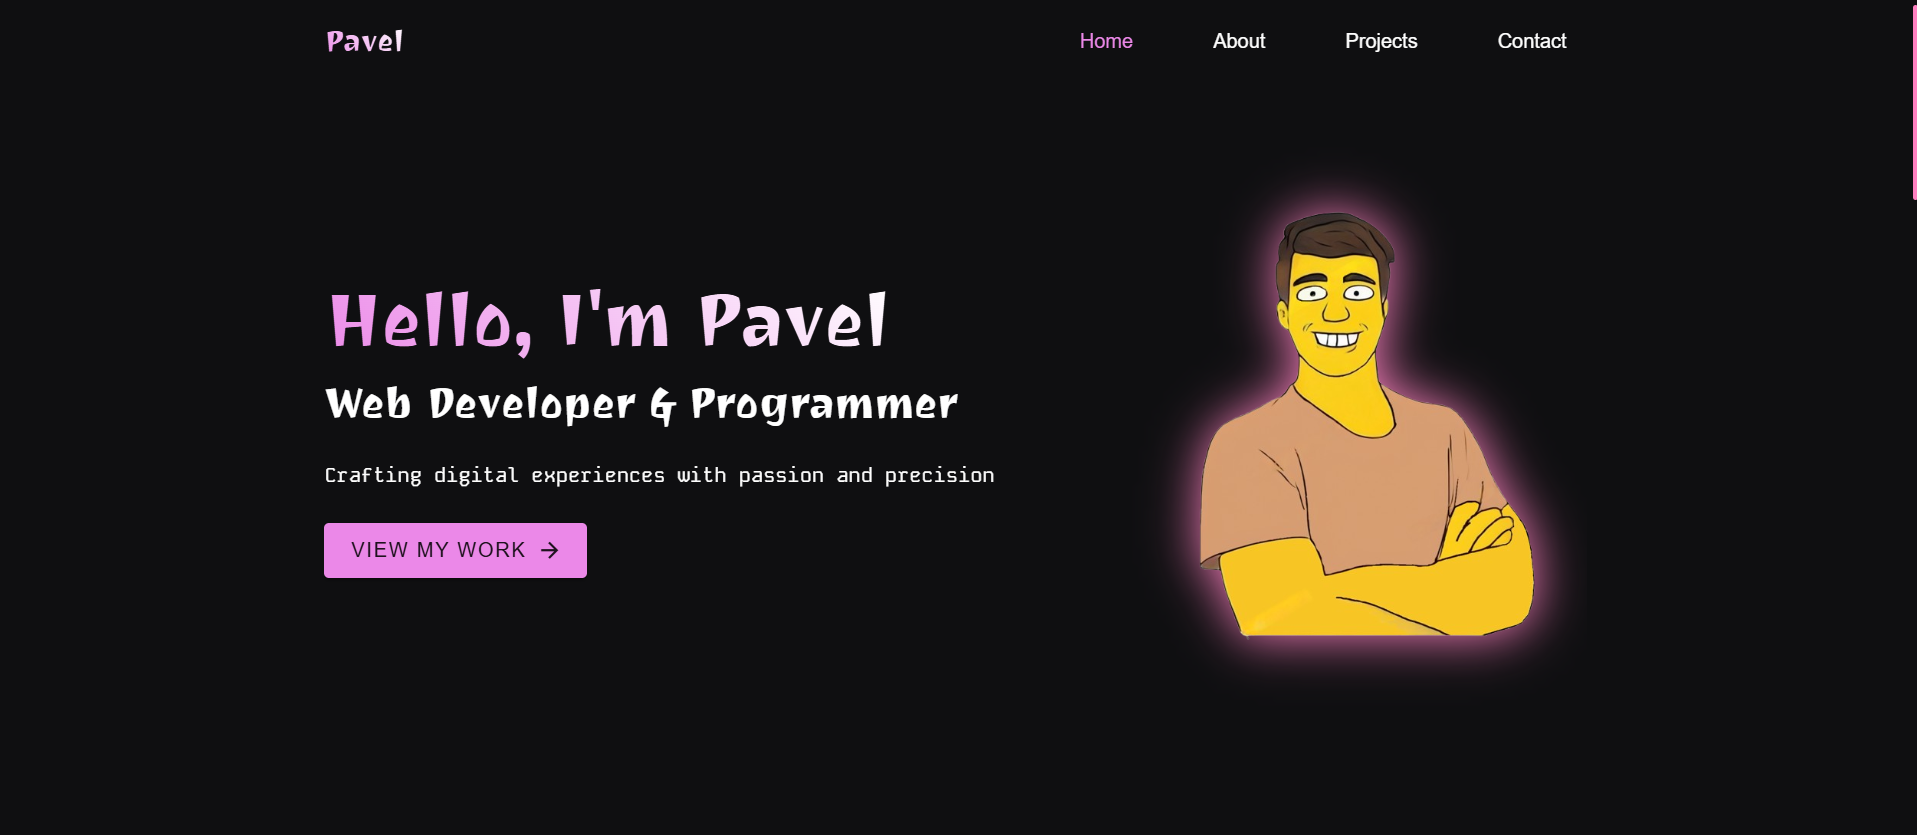 Pavel
Home About Projects Contact
Hello, I'm Pavel
Web Developer & Programmer
Crafting digital experiences with passion and precision
VIEW MY WORK →